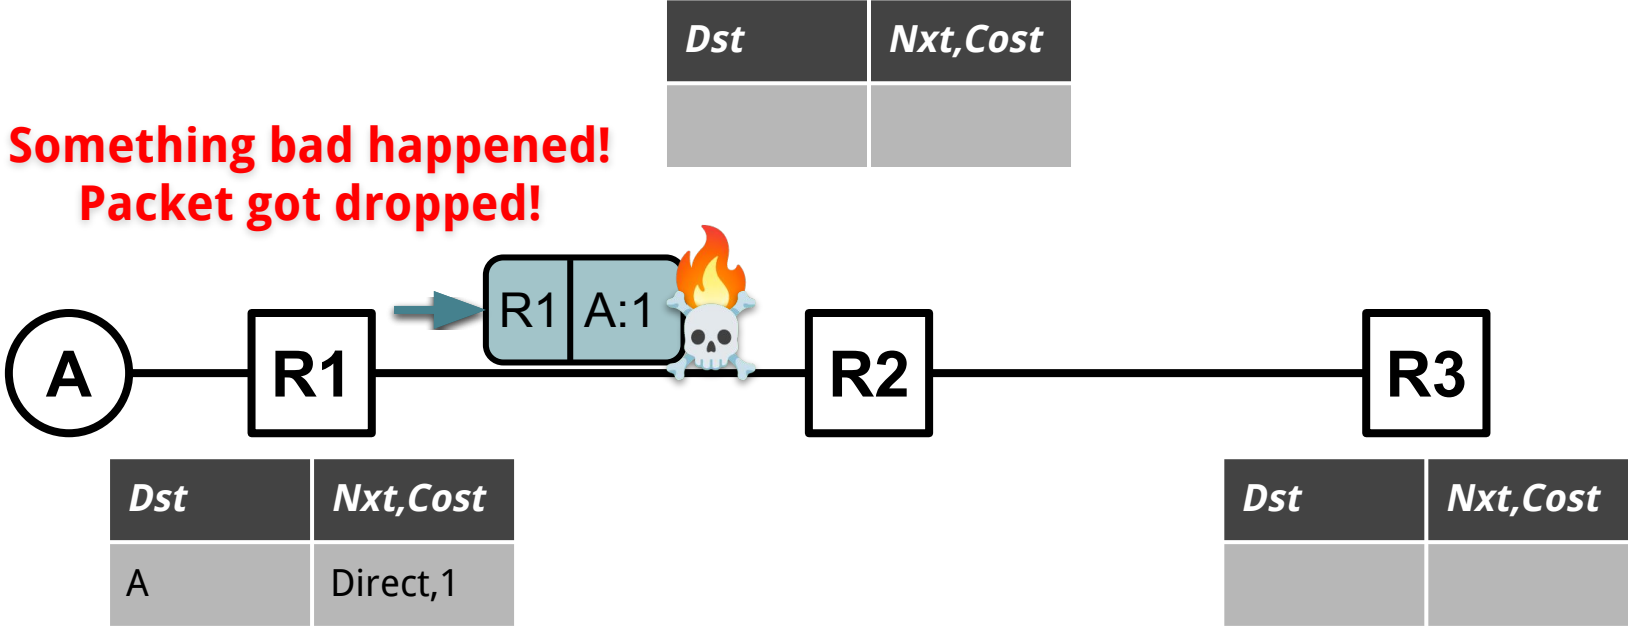 Dst Nxt,Cost
Something bad happened!
Packet got dropped!
R1 A:1
A R1 R2 R3
Dst Nxt,Cost
A Direct,1
Dst Nxt,Cost